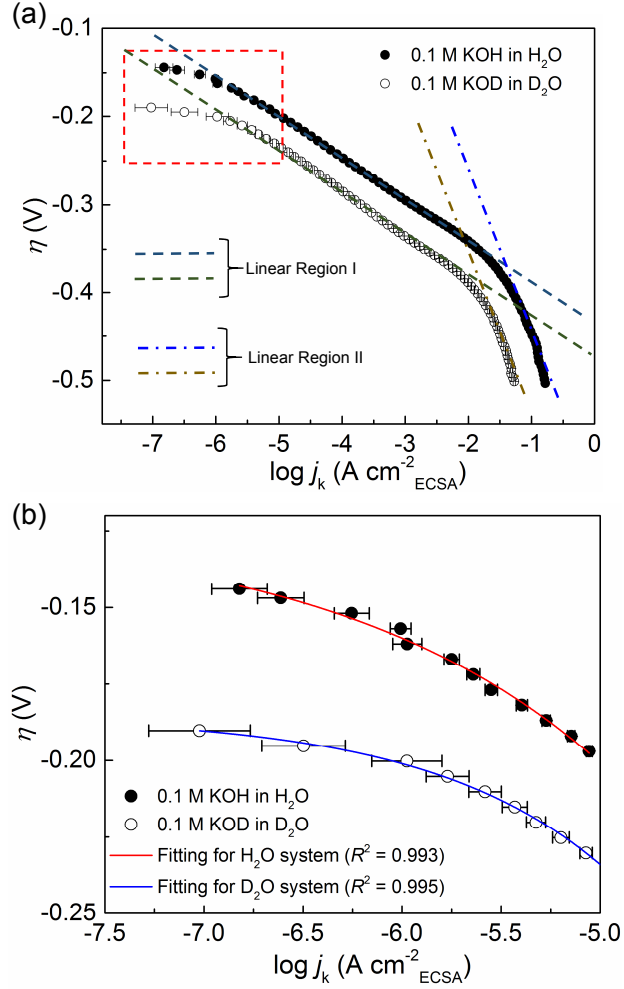 (a)
-0.1
-0.2
-0.3
-0.4
-0.5
η (V)
0.1 M KOH in H₂O
0.1 M KOD in D₂O
Linear Region I
Linear Region II
-7 -6 -5 -4 -3 -2 -1 0
log jₖ (A cm⁻²ECSA)
(b)
-0.15
-0.20
-0.25
η (V)
0.1 M KOH in H₂O
0.1 M KOD in D₂O
Fitting for H₂O system (R² = 0.993)
Fitting for D₂O system (R² = 0.995)
-7.5 -7.0 -6.5 -6.0 -5.5 -5.0
log jₖ (A cm⁻²ECSA)